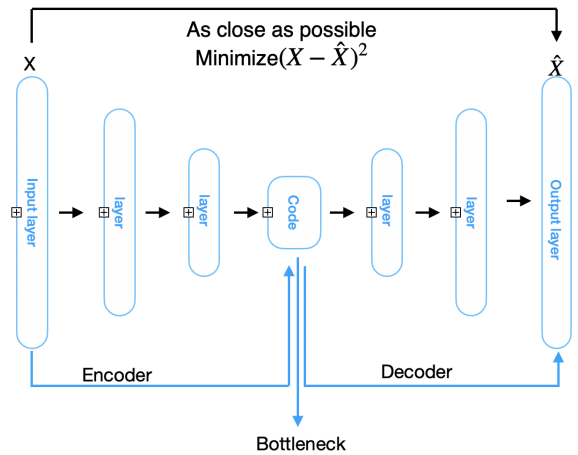 As close as possible
Minimize$(X - \hat{X})^2$
X
$\hat{X}$
Input layer
layer
layer
Code
layer
layer
Output layer
Encoder
Decoder
Bottleneck